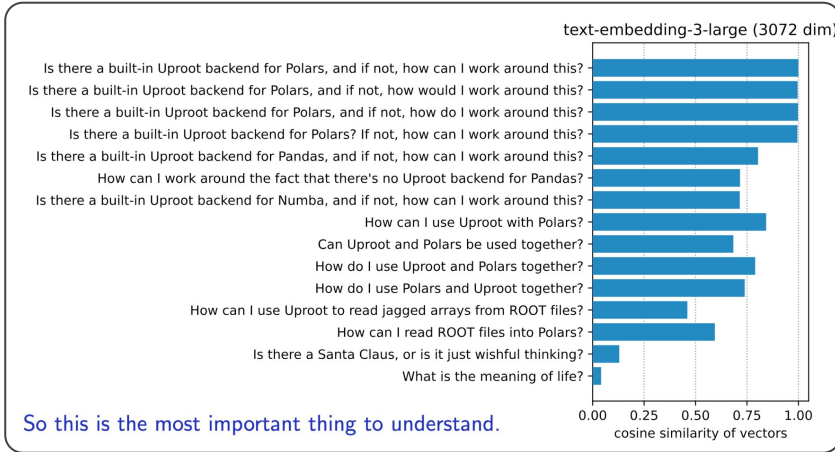 text-embedding-3-large (3072 dim)
Is there a built-in Uproot backend for Polars, and if not, how can I work around this?
Is there a built-in Uproot backend for Polars, and if not, how would I work around this?
Is there a built-in Uproot backend for Polars, and if not, how do I work around this?
Is there a built-in Uproot backend for Polars? If not, how can I work around this?
Is there a built-in Uproot backend for Pandas, and if not, how can I work around this?
How can I work around the fact that there's no Uproot backend for Pandas?
Is there a built-in Uproot backend for Numba, and if not, how can I work around this?
How can I use Uproot with Polars?
Can Uproot and Polars be used together?
How do I use Uproot and Polars together?
How do I use Polars and Uproot together?
How can I use Uproot to read jagged arrays from ROOT files?
How can I read ROOT files into Polars?
Is there a Santa Claus, or is it just wishful thinking?
What is the meaning of life?
0.00 0.25 0.50 0.75 1.00
cosine similarity of vectors
So this is the most important thing to understand.